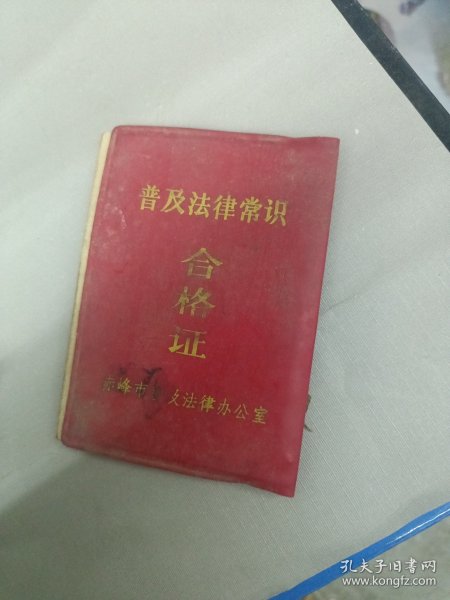 普及法律常识
合
格
证
赤峰市 及法律办公室
孔夫子旧书网
www.kongfz.com